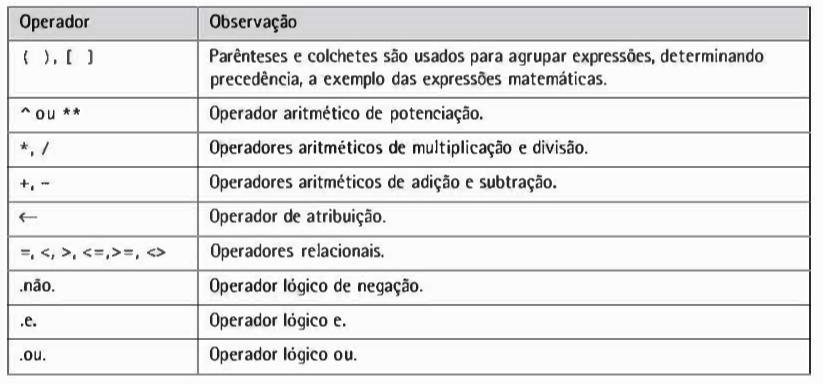 Operador Observação
( ), [ ] Parênteses e colchetes são usados para agrupar expressões, determinando
precedência, a exemplo das expressões matemáticas.
^ ou ** Operador aritmético de potenciação.
*, / Operadores aritméticos de multiplicação e divisão.
+, - Operadores aritméticos de adição e subtração.
← Operador de atribuição.
=, <, >, <=,>=, <> Operadores relacionais.
.não. Operador lógico de negação.
.e. Operador lógico e.
.ou. Operador lógico ou.